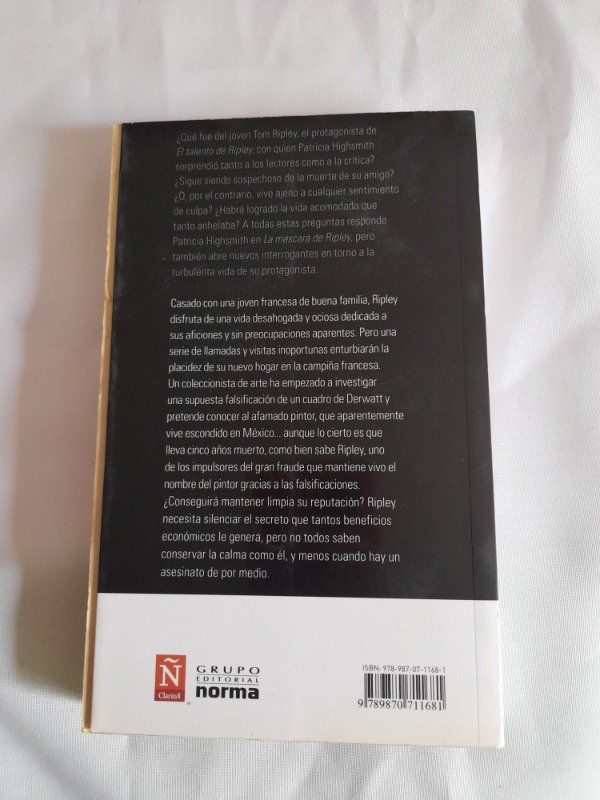 ¿Qué fue del joven Tom Ripley, el protagonista de
El talento de Ripley, con quien Patricia Highsmith
sorprendió tanto a los lectores como a la crítica?
¿Sigue siendo sospechoso de la muerte de su amigo?
¿O, por el contrario, vive ajeno a cualquier sentimiento
de culpa? ¿Habrá logrado la vida acomodada que
tanto anhelaba? A todas estas preguntas responde
Patricia Highsmith en La máscara de Ripley, pero
también abre nuevos interrogantes en torno a la
turbulenta vida de su protagonista.
Casado con una joven francesa de buena familia, Ripley
disfruta de una vida desahogada y ociosa dedicada a
sus aficiones y sin preocupaciones aparentes. Pero una
serie de llamadas y visitas inoportunas enturbiarán la
placidez de su nuevo hogar en la campiña francesa.
Un coleccionista de arte ha empezado a investigar
una supuesta falsificación de un cuadro de Derwatt y
pretende conocer al afamado pintor, que aparentemente
vive escondido en México... aunque lo cierto es que
lleva cinco años muerto, como bien sabe Ripley, uno
de los impulsores del gran fraude que mantiene vivo el
nombre del pintor gracias a las falsificaciones.
¿Conseguirá mantener limpia su reputación? Ripley
necesita silenciar el secreto que tantos beneficios
económicos le genera, pero no todos saben
conservar la calma como él, y menos cuando hay un
asesinato de por medio.
Ñ
Clarín
GRUPO
EDITORIAL
norma
ISBN: 978-987-07-1168-1
9 789870 711681